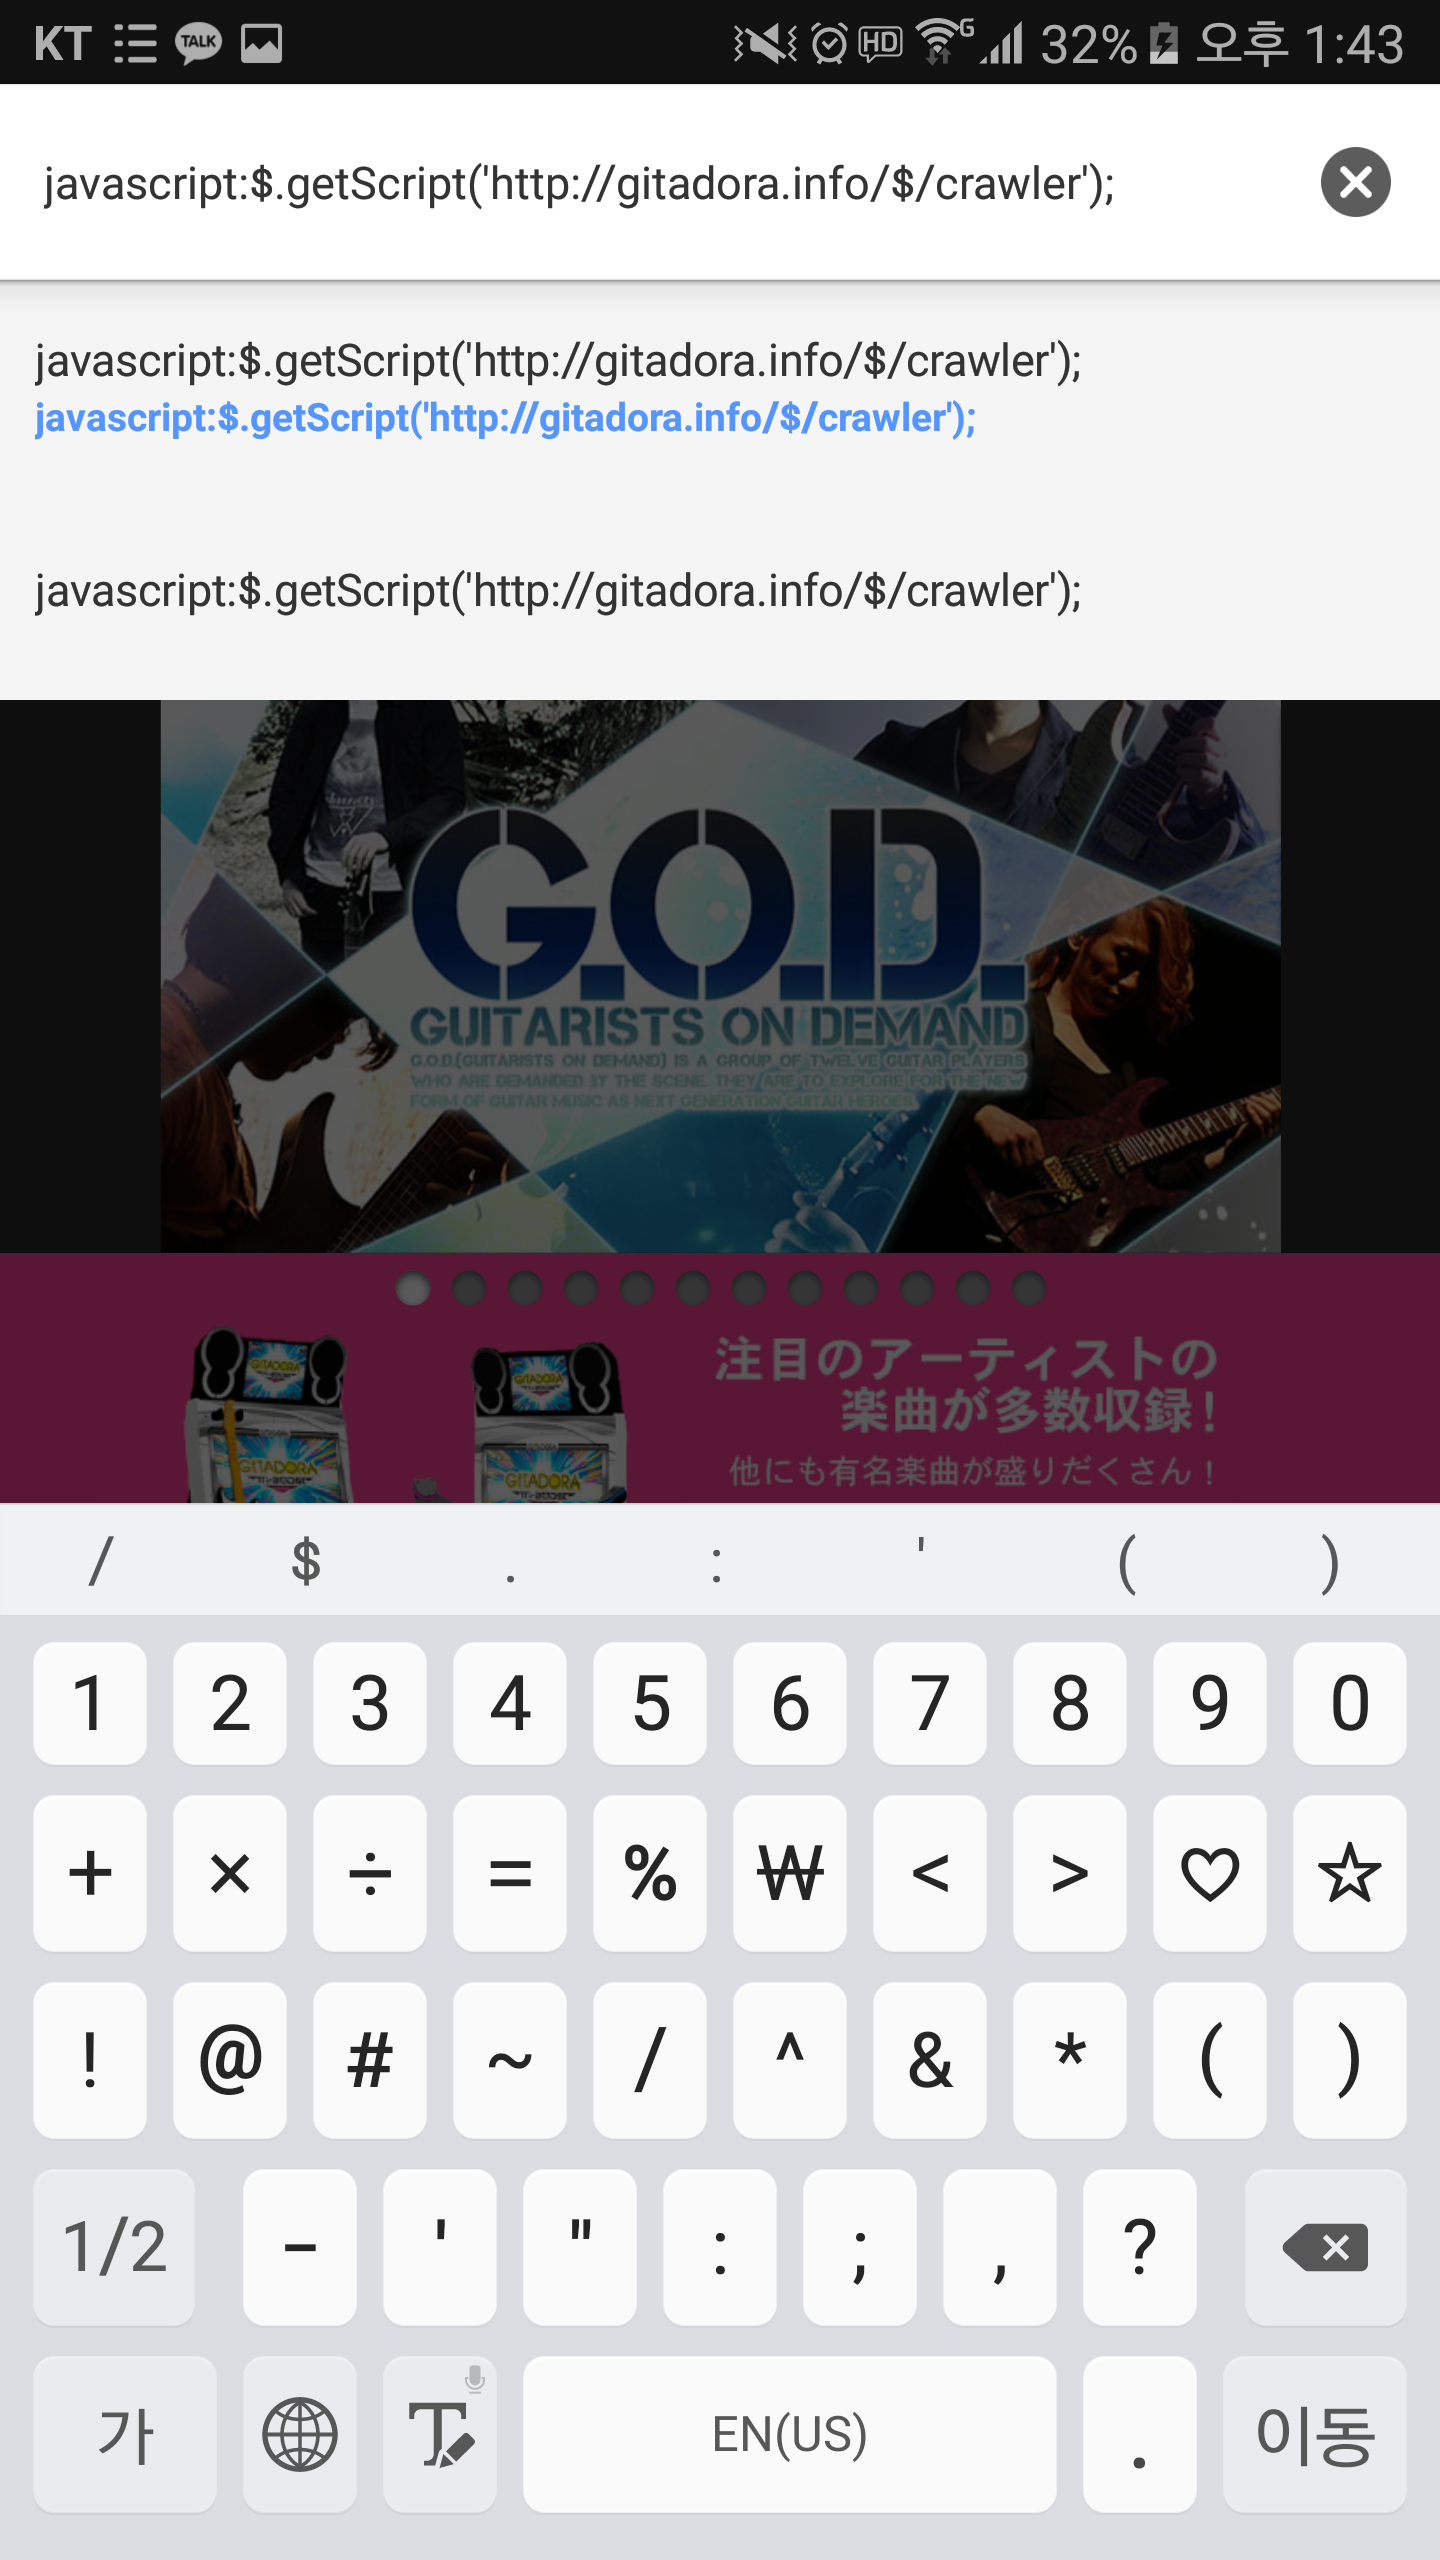 KT TALK HD G 32% 오후 1:43
javascript:$.getScript('http://gitadora.info/$/crawler');
javascript:$.getScript('http://gitadora.info/$/crawler');
javascript:$.getScript('http://gitadora.info/$/crawler');
javascript:$.getScript('http://gitadora.info/$/crawler');
G.O.D.
GUITARISTS ON DEMAND
G.O.D.(GUITARISTS ON DEMAND) IS A GROUP OF TWELVE GUITAR PLAYERS
WHO ARE DEMANDED BY THE SCENE. THEY ARE TO EXPLORE FOR THE NEW
FORM OF GUITAR MUSIC AS NEXT GENERATION GUITAR HEROES.
注目のアーティストの
楽曲が多数収録!
他にも有名楽曲が盛りだくさん!
GITADORA GITADORA
GITADORA GITADORA
/ $ . : ' ( )
1 2 3 4 5 6 7 8 9 0
+ × ÷ = % ₩ < > ♡ ☆
! @ # ~ / ^ & * ( )
1/2 - ' " : ; , ?
가 T EN(US) . 이동